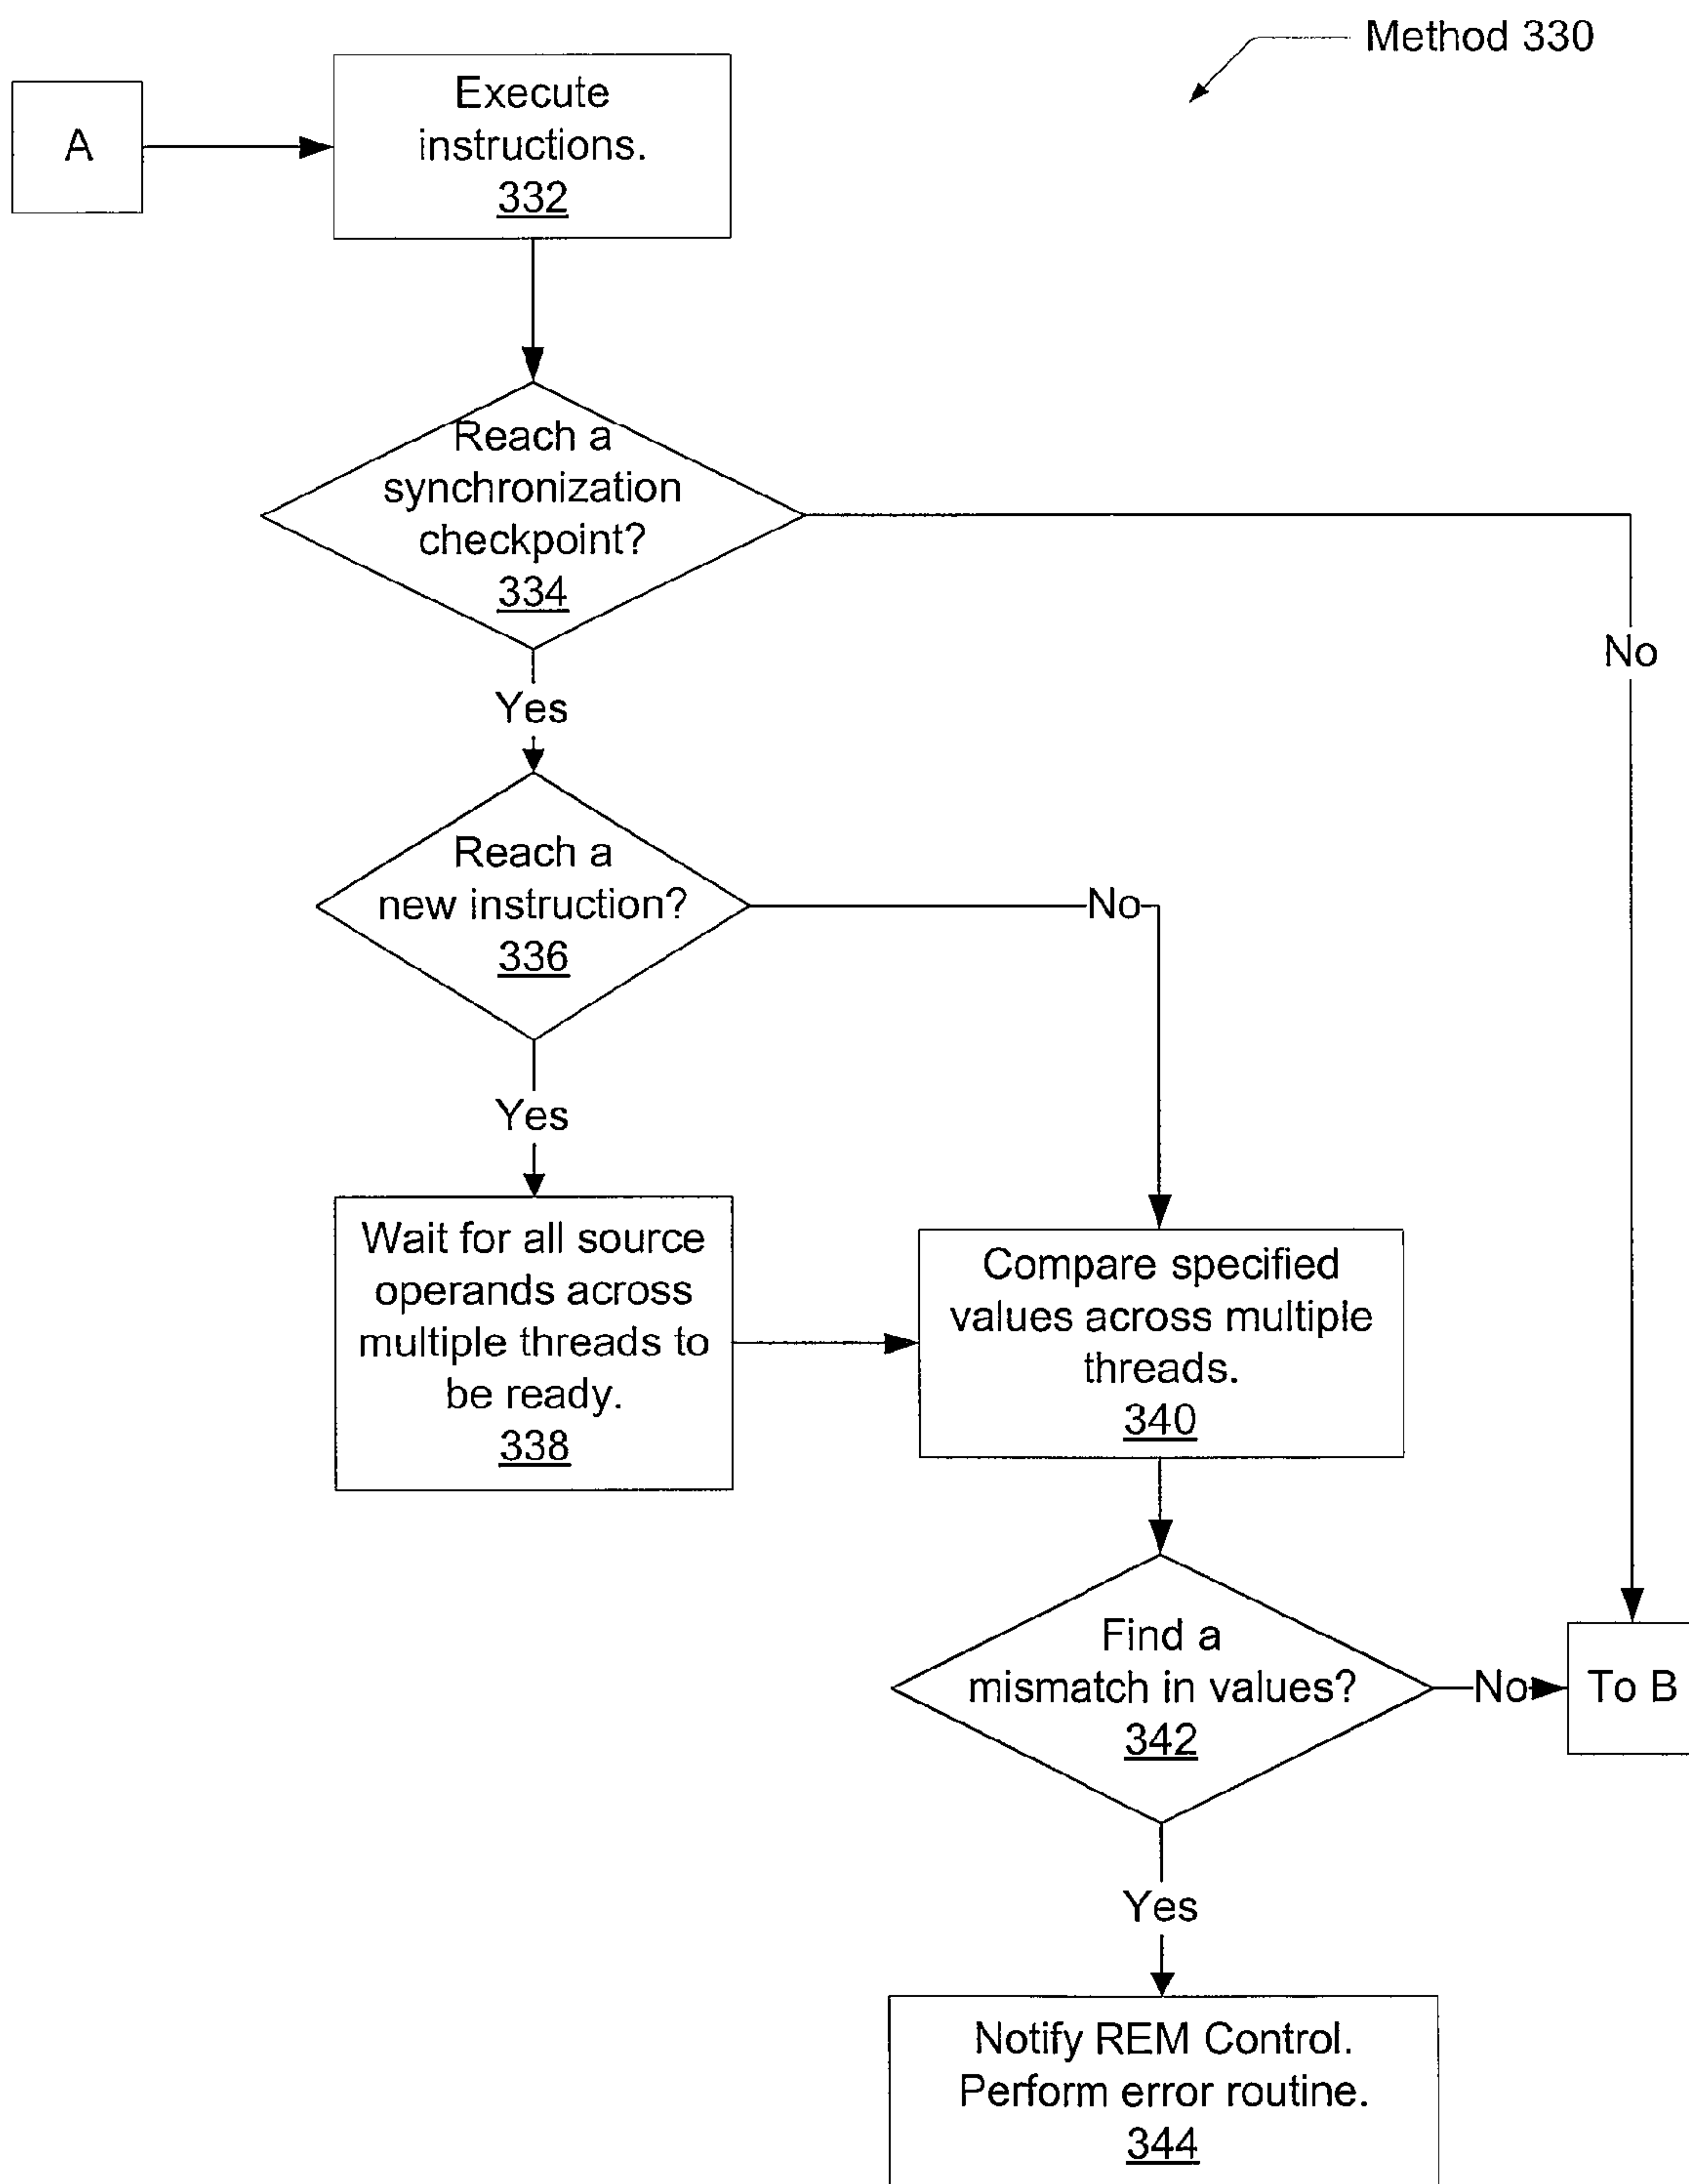 Method 330
A
Execute
instructions.
332
Reach a
synchronization
checkpoint?
334
No
Yes
Reach a
new instruction?
336
No
Yes
Wait for all source
operands across
multiple threads to
be ready.
338
Compare specified
values across multiple
threads.
340
Find a
mismatch in values?
342
No
To B
Yes
Notify REM Control.
Perform error routine.
344